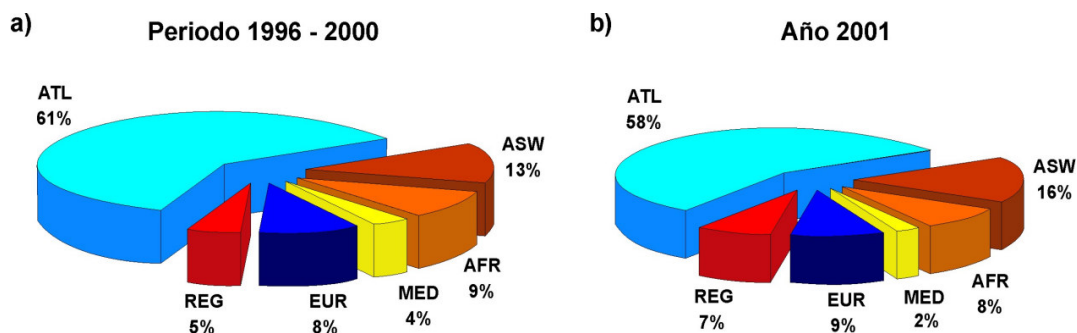 a)
Periodo 1996 - 2000
ATL
61%
ASW
13%
AFR
9%
MED
4%
EUR
8%
REG
5%
b)
Año 2001
ATL
58%
ASW
16%
AFR
8%
MED
2%
EUR
9%
REG
7%